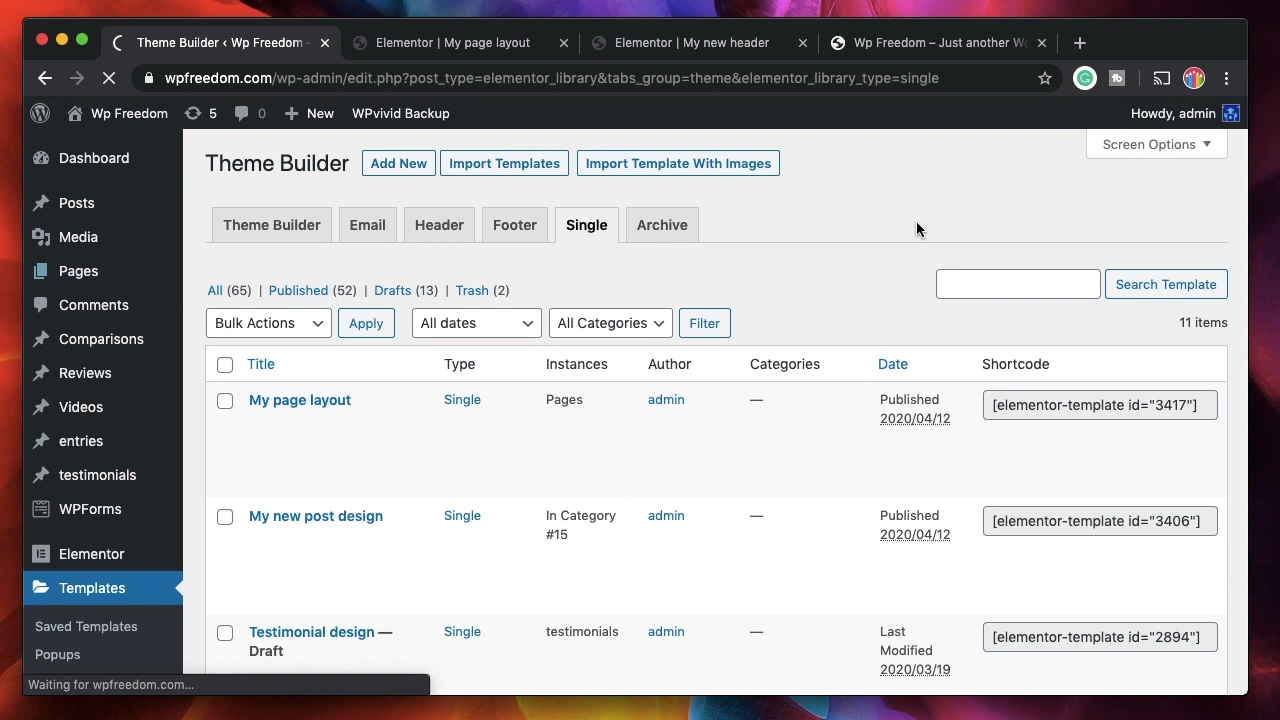 Theme Builder ‹ Wp Freedom –
Elementor | My page layout
Elementor | My new header
Wp Freedom – Just another Wo
wpfreedom.com/wp-admin/edit.php?post_type=elementor_library&tabs_group=theme&elementor_library_type=single
Wp Freedom
5
0
New
WPvivid Backup
Howdy, admin
Dashboard
Posts
Media
Pages
Comments
Comparisons
Reviews
Videos
entries
testimonials
WPForms
Elementor
Templates
Saved Templates
Popups
Theme Builder
Add New
Import Templates
Import Template With Images
Screen Options
Theme Builder
Email
Header
Footer
Single
Archive
All (65) | Published (52) | Drafts (13) | Trash (2)
Search Template
Bulk Actions
Apply
All dates
All Categories
Filter
11 items
Title Type Instances Author Categories Date Shortcode
My page layout Single Pages admin — Published [elementor-template id="3417"]
2020/04/12
My new post design Single In Category admin — Published [elementor-template id="3406"]
#15 2020/04/12
Testimonial design — Single testimonials admin — Last [elementor-template id="2894"]
Draft Modified
2020/03/19
Waiting for wpfreedom.com...